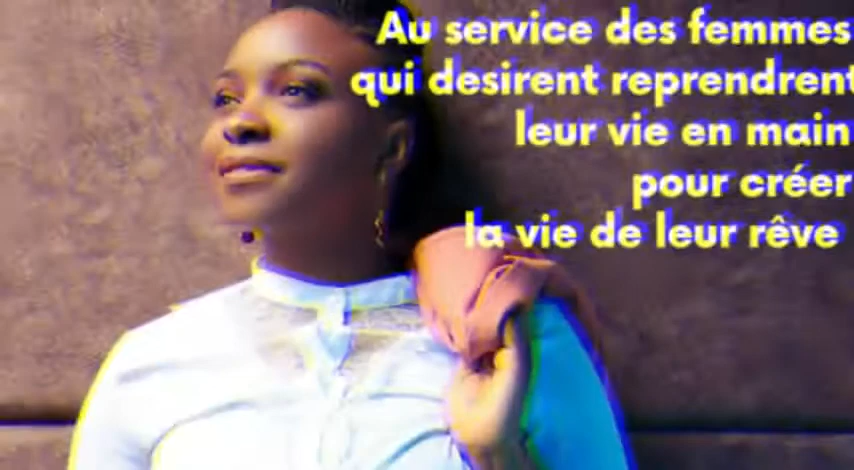 Au service des femmes
qui desirent reprendrent
leur vie en main
pour créer
la vie de leur rêve